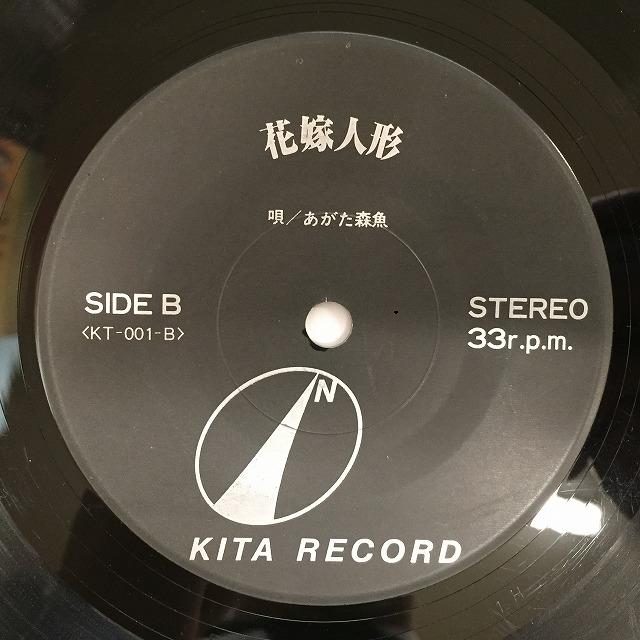 花嫁人形
唄／あがた森魚
SIDE B
〈KT-001-B〉
STEREO
33r.p.m.
N
KITA RECORD